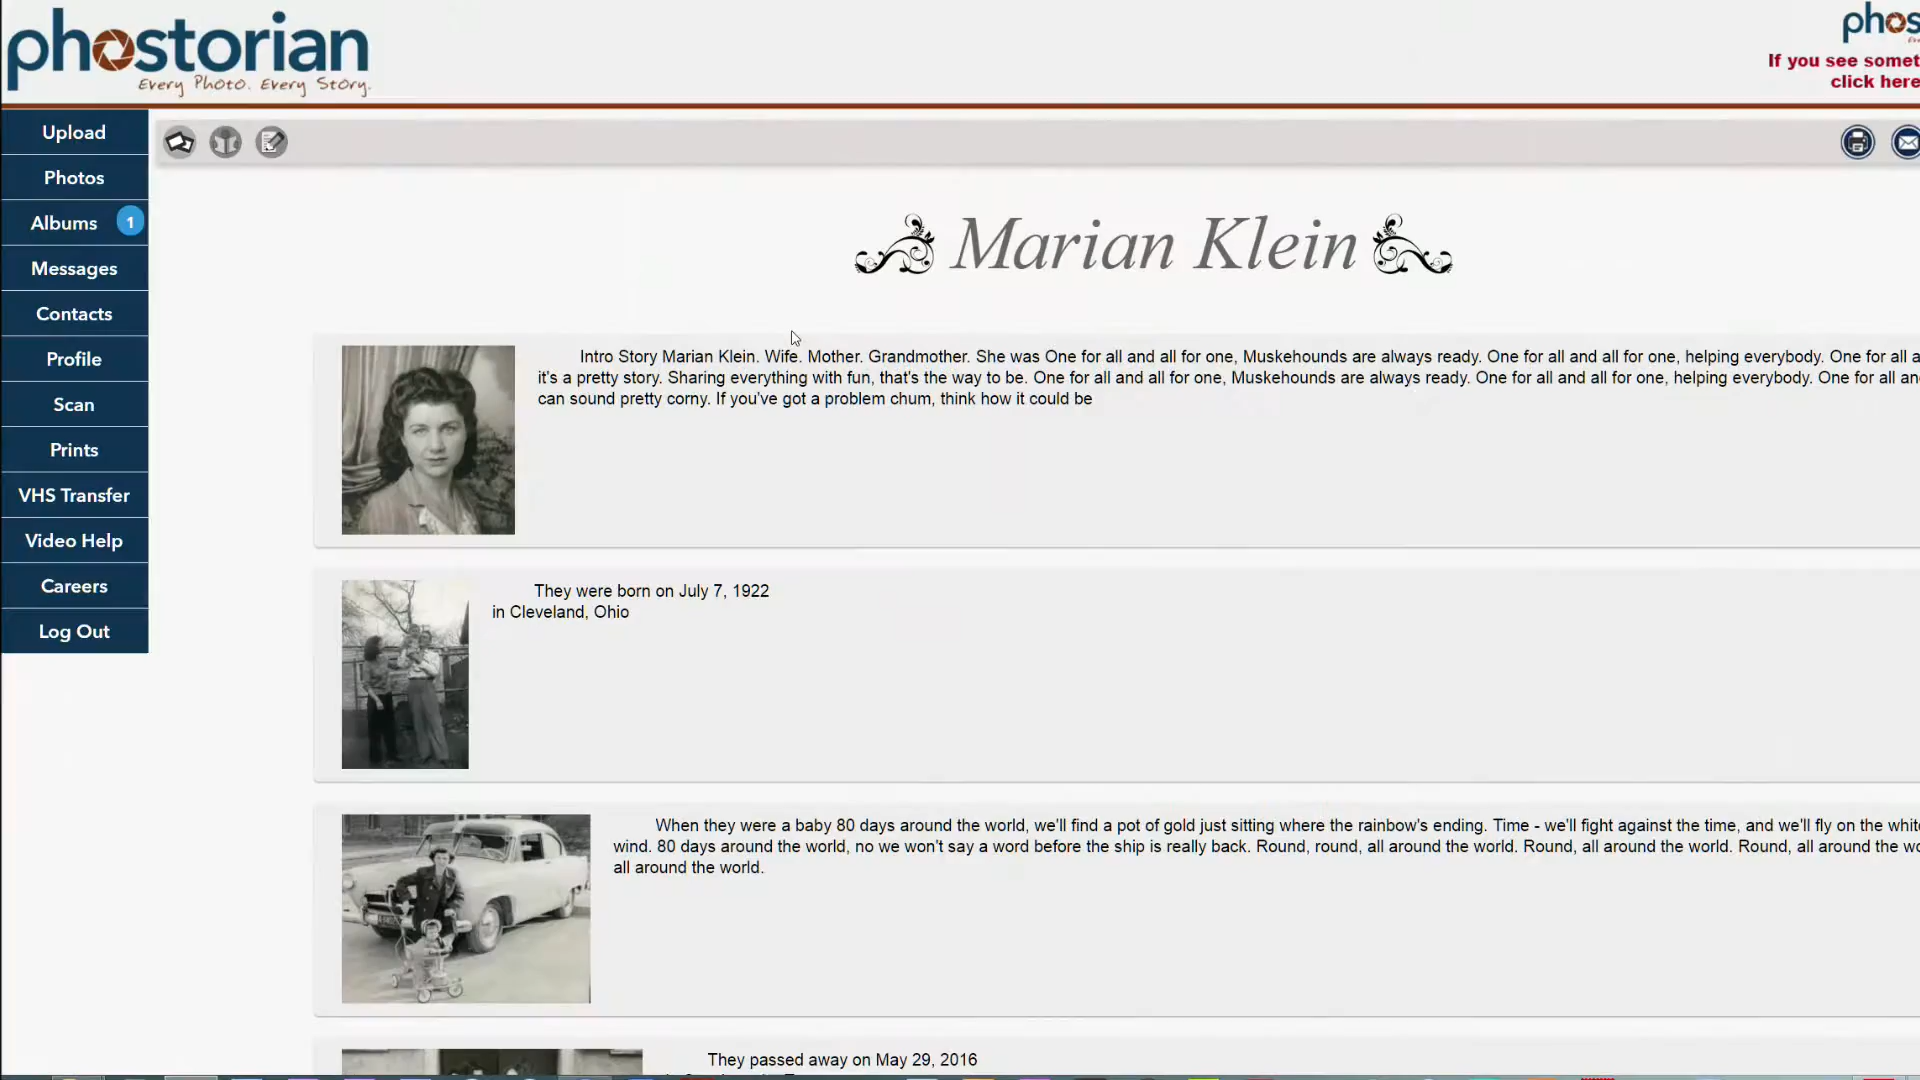 phostorian
Every Photo. Every Story.
If you see somet
click here
Upload
Photos
Albums 1
Messages
Contacts
Profile
Scan
Prints
VHS Transfer
Video Help
Careers
Log Out
Marian Klein
Intro Story Marian Klein. Wife. Mother. Grandmother. She was One for all and all for one, Muskehounds are always ready. One for all and all for one, helping everybody. One for all a
it's a pretty story. Sharing everything with fun, that's the way to be. One for all and all for one, Muskehounds are always ready. One for all and all for one, helping everybody. One for all an
can sound pretty corny. If you've got a problem chum, think how it could be
They were born on July 7, 1922
in Cleveland, Ohio
When they were a baby 80 days around the world, we'll find a pot of gold just sitting where the rainbow's ending. Time - we'll fight against the time, and we'll fly on the white
wind. 80 days around the world, no we won't say a word before the ship is really back. Round, round, all around the world. Round, all around the world. Round, all around the wo
all around the world.
They passed away on May 29, 2016